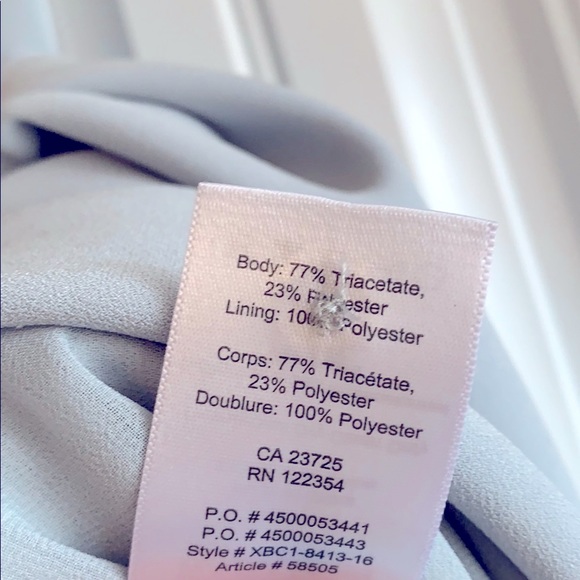 Body: 77% Triacetate,
23% Polyester
Lining: 100% Polyester
Corps: 77% Triacétate,
23% Polyester
Doublure: 100% Polyester
CA 23725
RN 122354
P.O. # 4500053441
P.O. # 4500053443
Style # XBC1-8413-16
Article # 58505